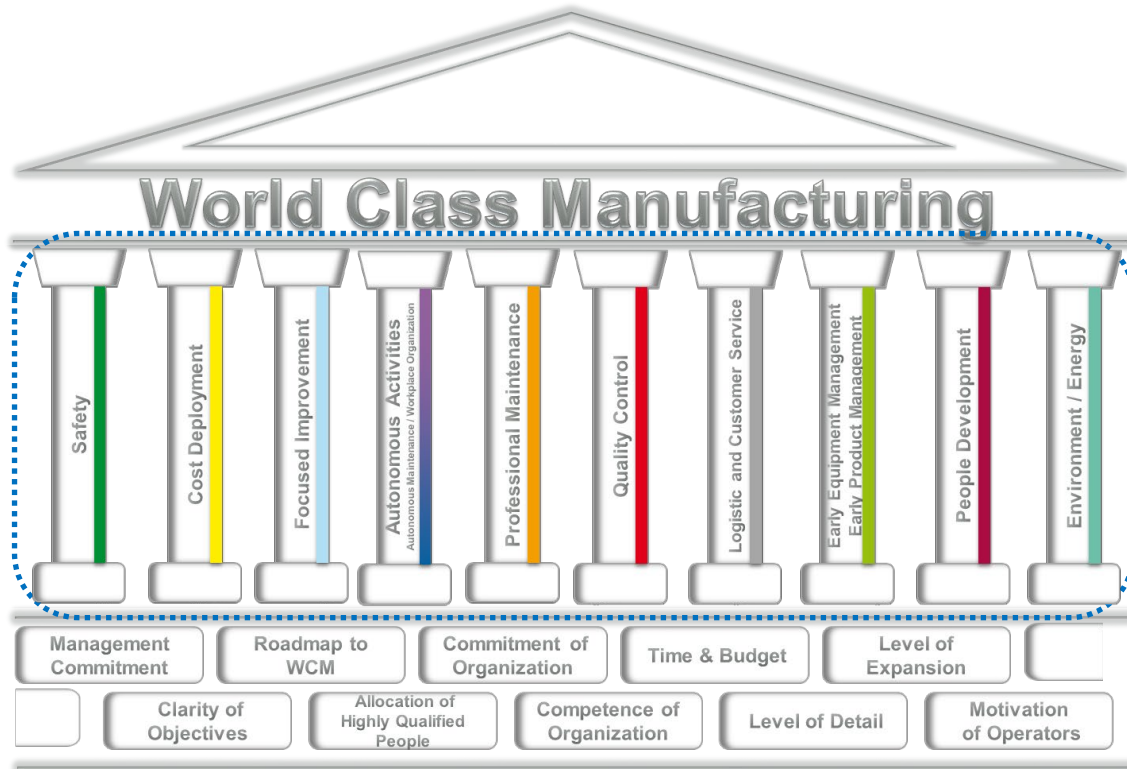 World Class Manufacturing
Safety
Cost Deployment
Focused Improvement
Autonomous Activities
Autonomous Maintenance / Workplace Organization
Professional Maintenance
Quality Control
Logistic and Customer Service
Early Equipment Management
Early Product Management
People Development
Environment / Energy
Management
Commitment
Roadmap to
WCM
Commitment of
Organization
Time & Budget
Level of
Expansion
Clarity of
Objectives
Allocation of
Highly Qualified
People
Competence of
Organization
Level of Detail
Motivation
of Operators